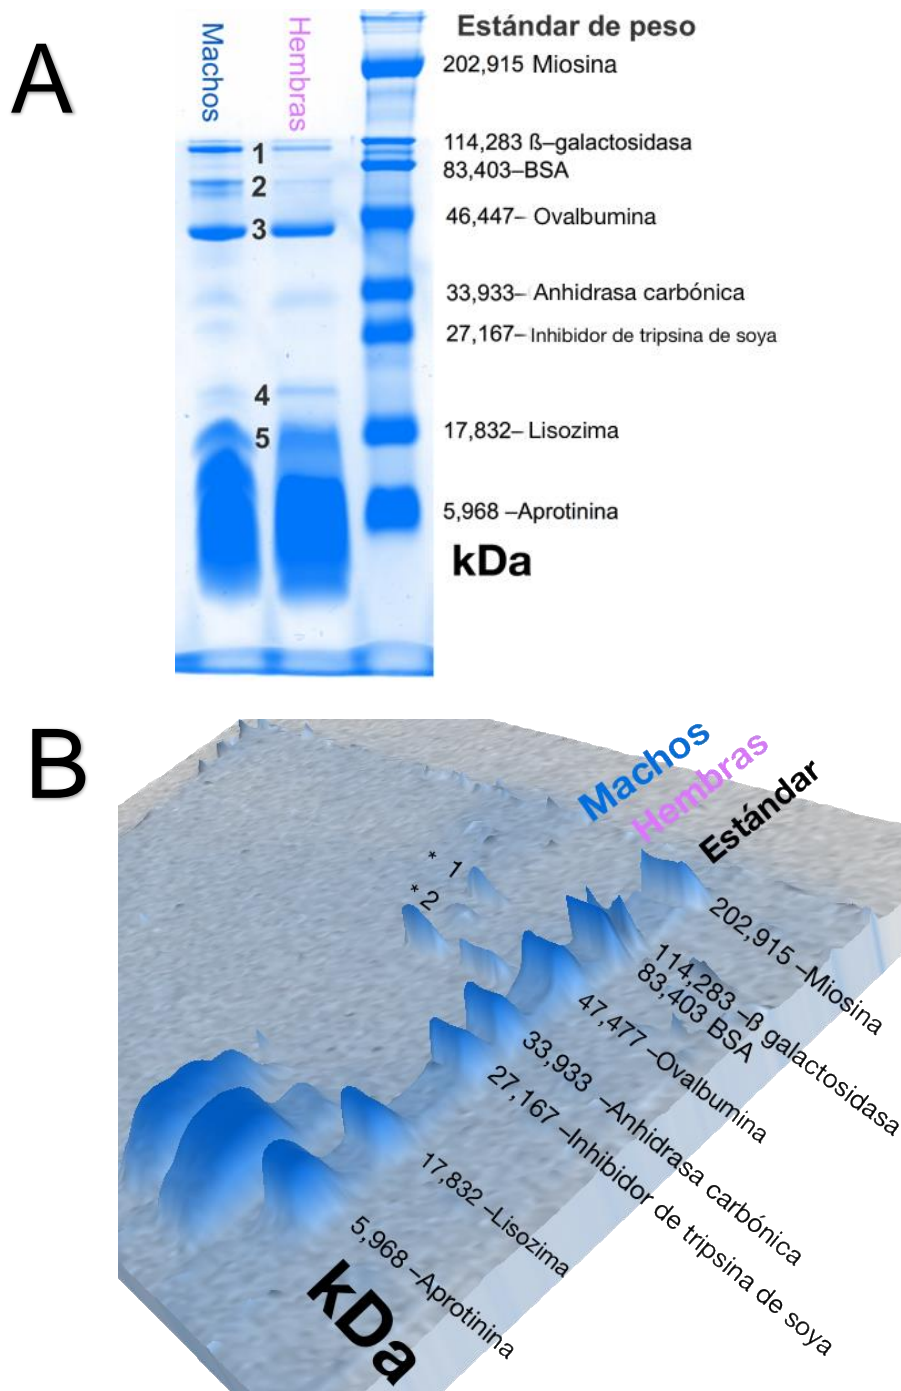 A
Machos
Hembras
Estándar de peso
202,915 Miosina
114,283 ß–galactosidasa
83,403–BSA
46,447– Ovalbumina
33,933– Anhidrasa carbónica
27,167– Inhibidor de tripsina de soya
17,832– Lisozima
5,968 –Aprotinina
kDa
1
2
3
4
5
B
Machos
Hembras
Estándar
* 1
* 2
202,915 –Miosina
114,283 –ß galactosidasa
83,403 BSA
47,477 –Ovalbumina
33,933 –Anhidrasa carbónica
27,167 –Inhibidor de tripsina de soya
17,832 –Lisozima
5,968 –Aprotinina
kDa